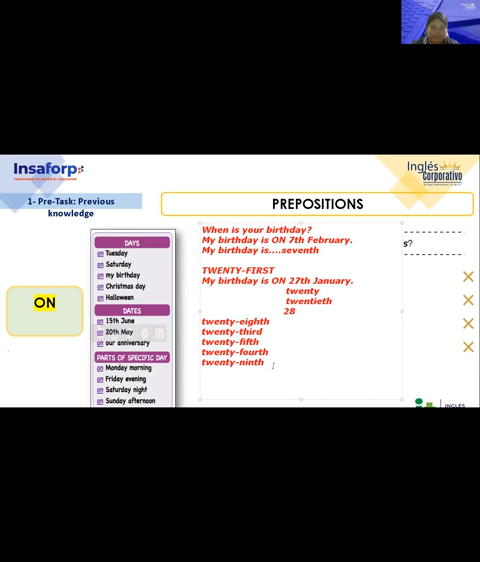 Insaforp
Inglés
Corporativo
1- Pre-Task: Previous
knowledge
PREPOSITIONS
ON
DAYS
on Tuesday
on Saturday
on my birthday
on Christmas day
on Halloween
DATES
on 15th June
on 20th May
on our anniversary
PARTS OF SPECIFIC DAY
on Monday morning
on Friday evening
on Saturday night
on Sunday afternoon
When is your birthday?
My birthday is ON 7th February.
My birthday is....seventh
TWENTY-FIRST
My birthday is ON 27th January.
twenty
twentieth
28
twenty-eighth
twenty-third
twenty-fifth
twenty-fourth
twenty-ninth
s?
INGLÉS